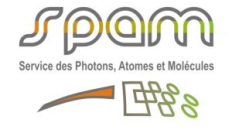 spam
Service des Photons, Atomes et Molécules